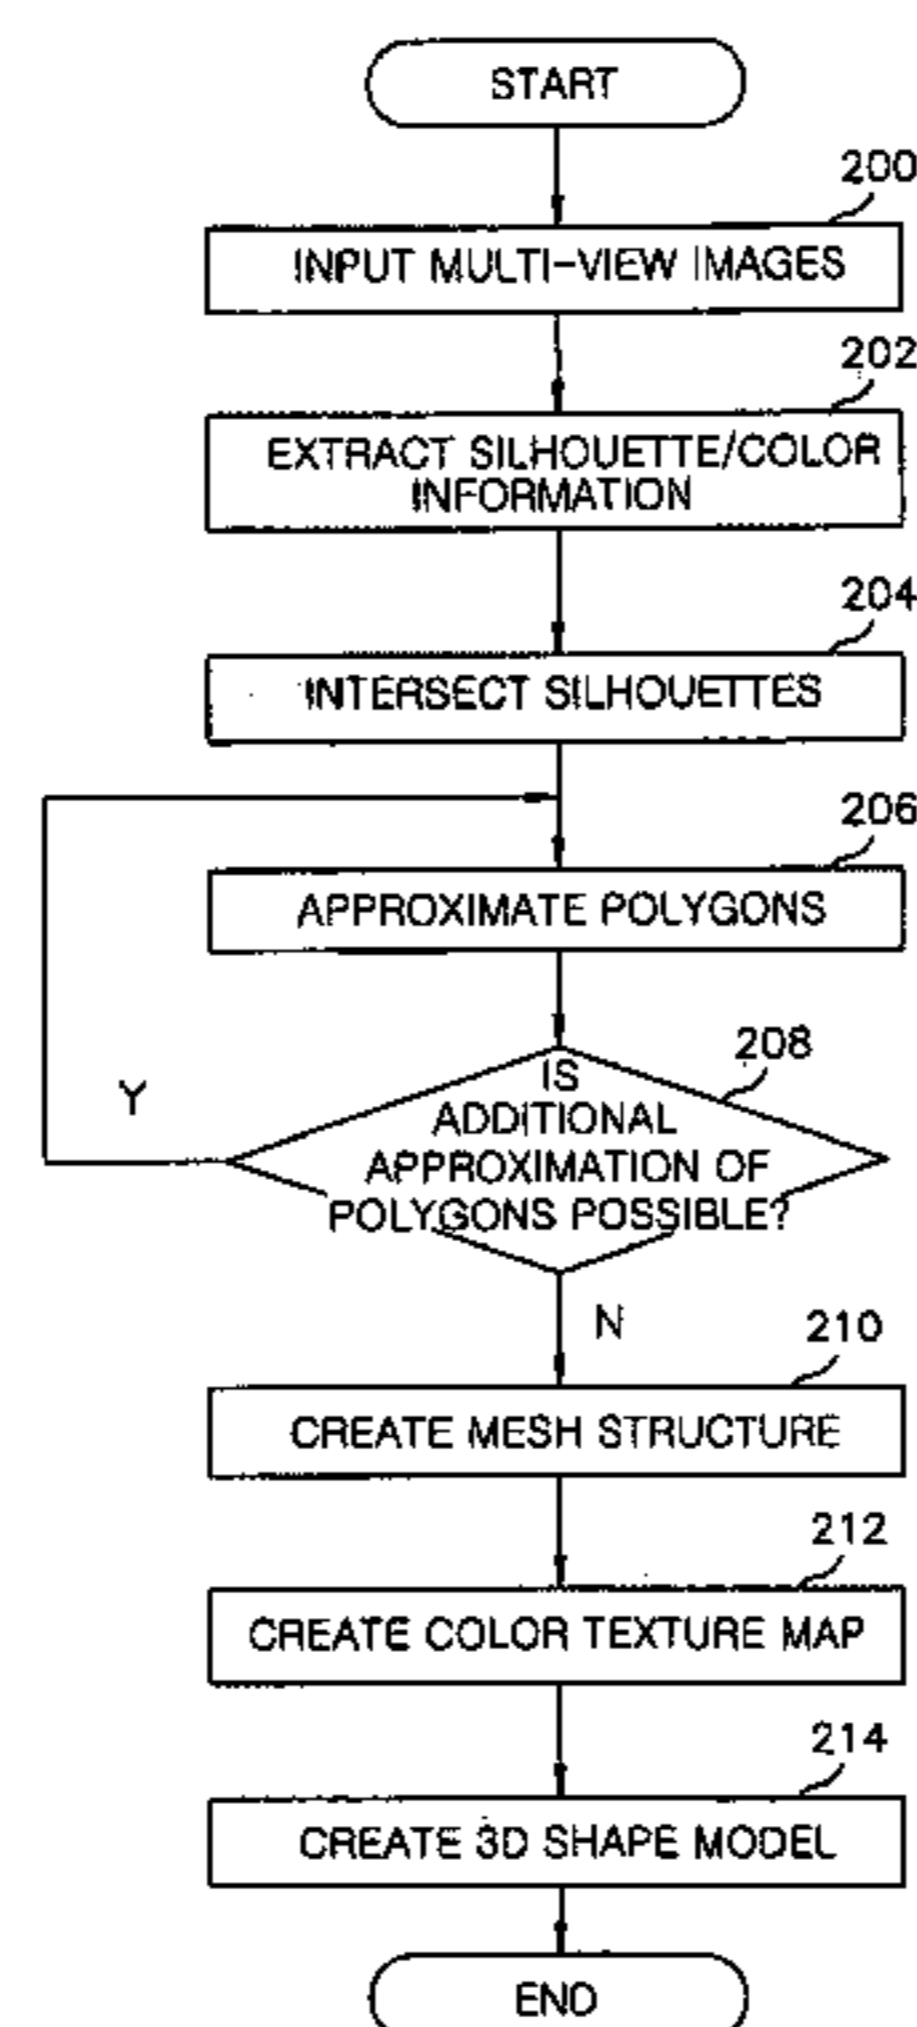 START
200
INPUT MULTI-VIEW IMAGES
202
EXTRACT SILHOUETTE/COLOR
INFORMATION
204
INTERSECT SILHOUETTES
206
APPROXIMATE POLYGONS
208
IS
ADDITIONAL
APPROXIMATION OF
POLYGONS POSSIBLE?
Y
N
210
CREATE MESH STRUCTURE
212
CREATE COLOR TEXTURE MAP
214
CREATE 3D SHAPE MODEL
END